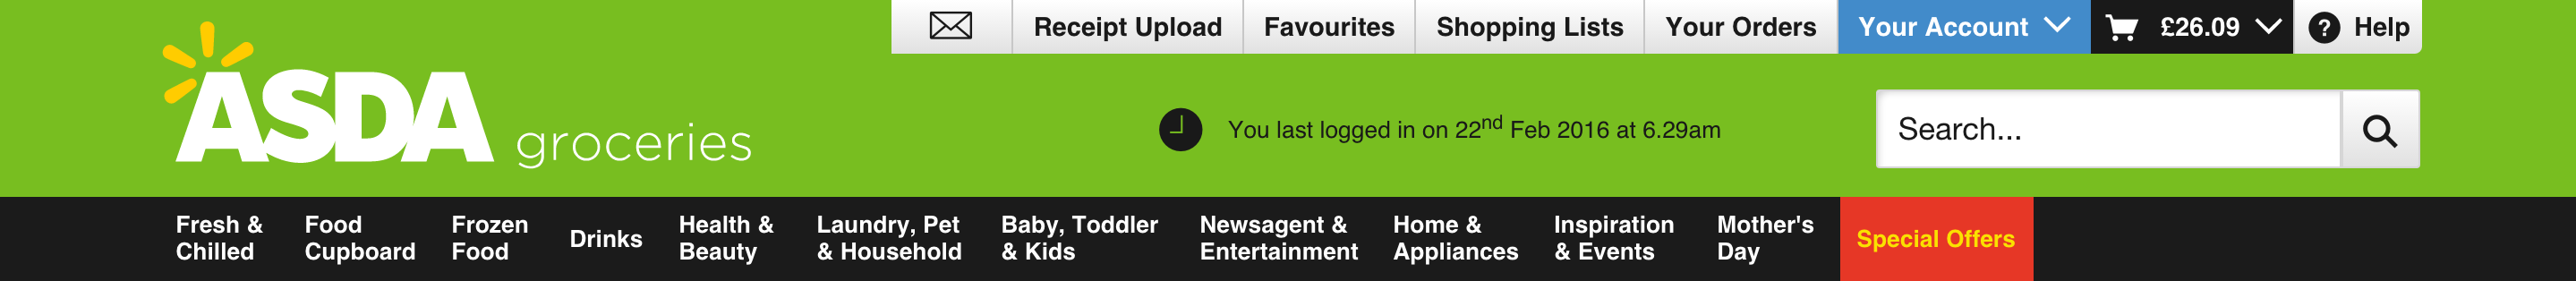 Receipt Upload
Favourites
Shopping Lists
Your Orders
Your Account
£26.09
? Help
ASDA groceries
You last logged in on 22nd Feb 2016 at 6.29am
Search...
Fresh &
Chilled
Food
Cupboard
Frozen
Food
Drinks
Health &
Beauty
Laundry, Pet
& Household
Baby, Toddler
& Kids
Newsagent &
Entertainment
Home &
Appliances
Inspiration
& Events
Mother's
Day
Special Offers